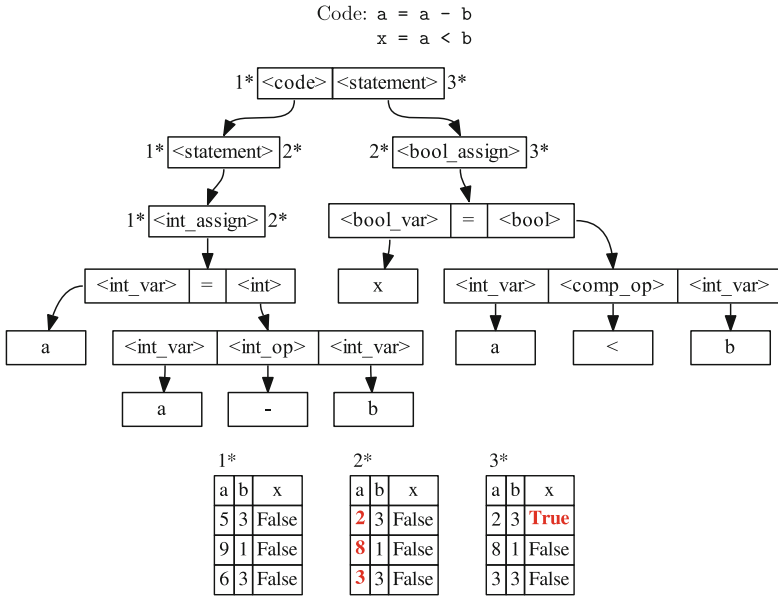 Code: a = a - b
x = a < b
1* <code> <statement> 3*
1* <statement> 2* 2* <bool_assign> 3*
1* <int_assign> 2* <bool_var> = <bool>
<int_var> = <int> x <int_var> <comp_op> <int_var>
a <int_var> <int_op> <int_var> a < b
a - b
1* 2* 3*
a b x a b x a b x
5 3 False 2 3 False 2 3 True
9 1 False 8 1 False 8 1 False
6 3 False 3 3 False 3 3 False